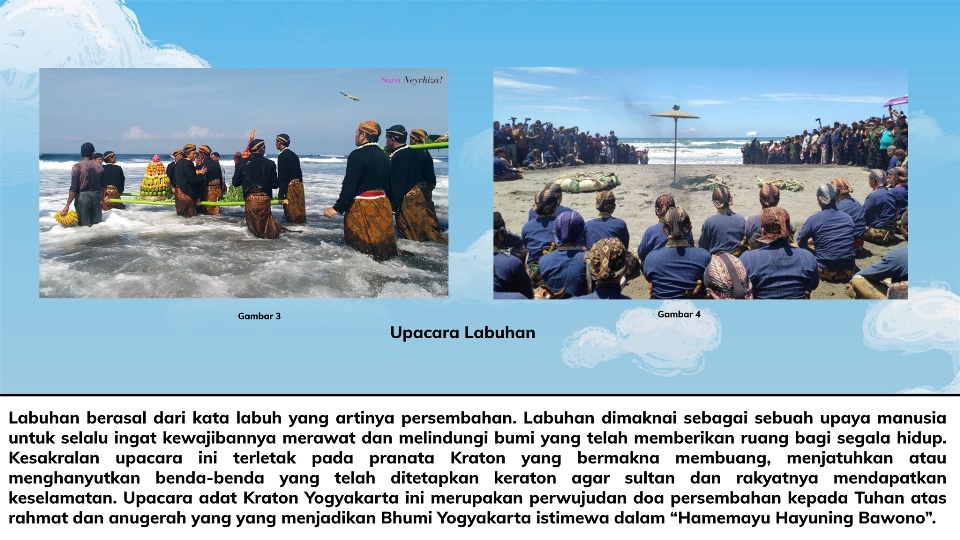 Sara Neyrhiza!
Gambar 3
Gambar 4
Upacara Labuhan
Labuhan berasal dari kata labuh yang artinya persembahan. Labuhan dimaknai sebagai sebuah upaya manusia
untuk selalu ingat kewajibannya merawat dan melindungi bumi yang telah memberikan ruang bagi segala hidup.
Kesakralan upacara ini terletak pada pranata Kraton yang bermakna membuang, menjatuhkan atau
menghanyutkan benda-benda yang telah ditetapkan keraton agar sultan dan rakyatnya mendapatkan
keselamatan. Upacara adat Kraton Yogyakarta ini merupakan perwujudan doa persembahan kepada Tuhan atas
rahmat dan anugerah yang yang menjadikan Bhumi Yogyakarta istimewa dalam “Hamemayu Hayuning Bawono”.